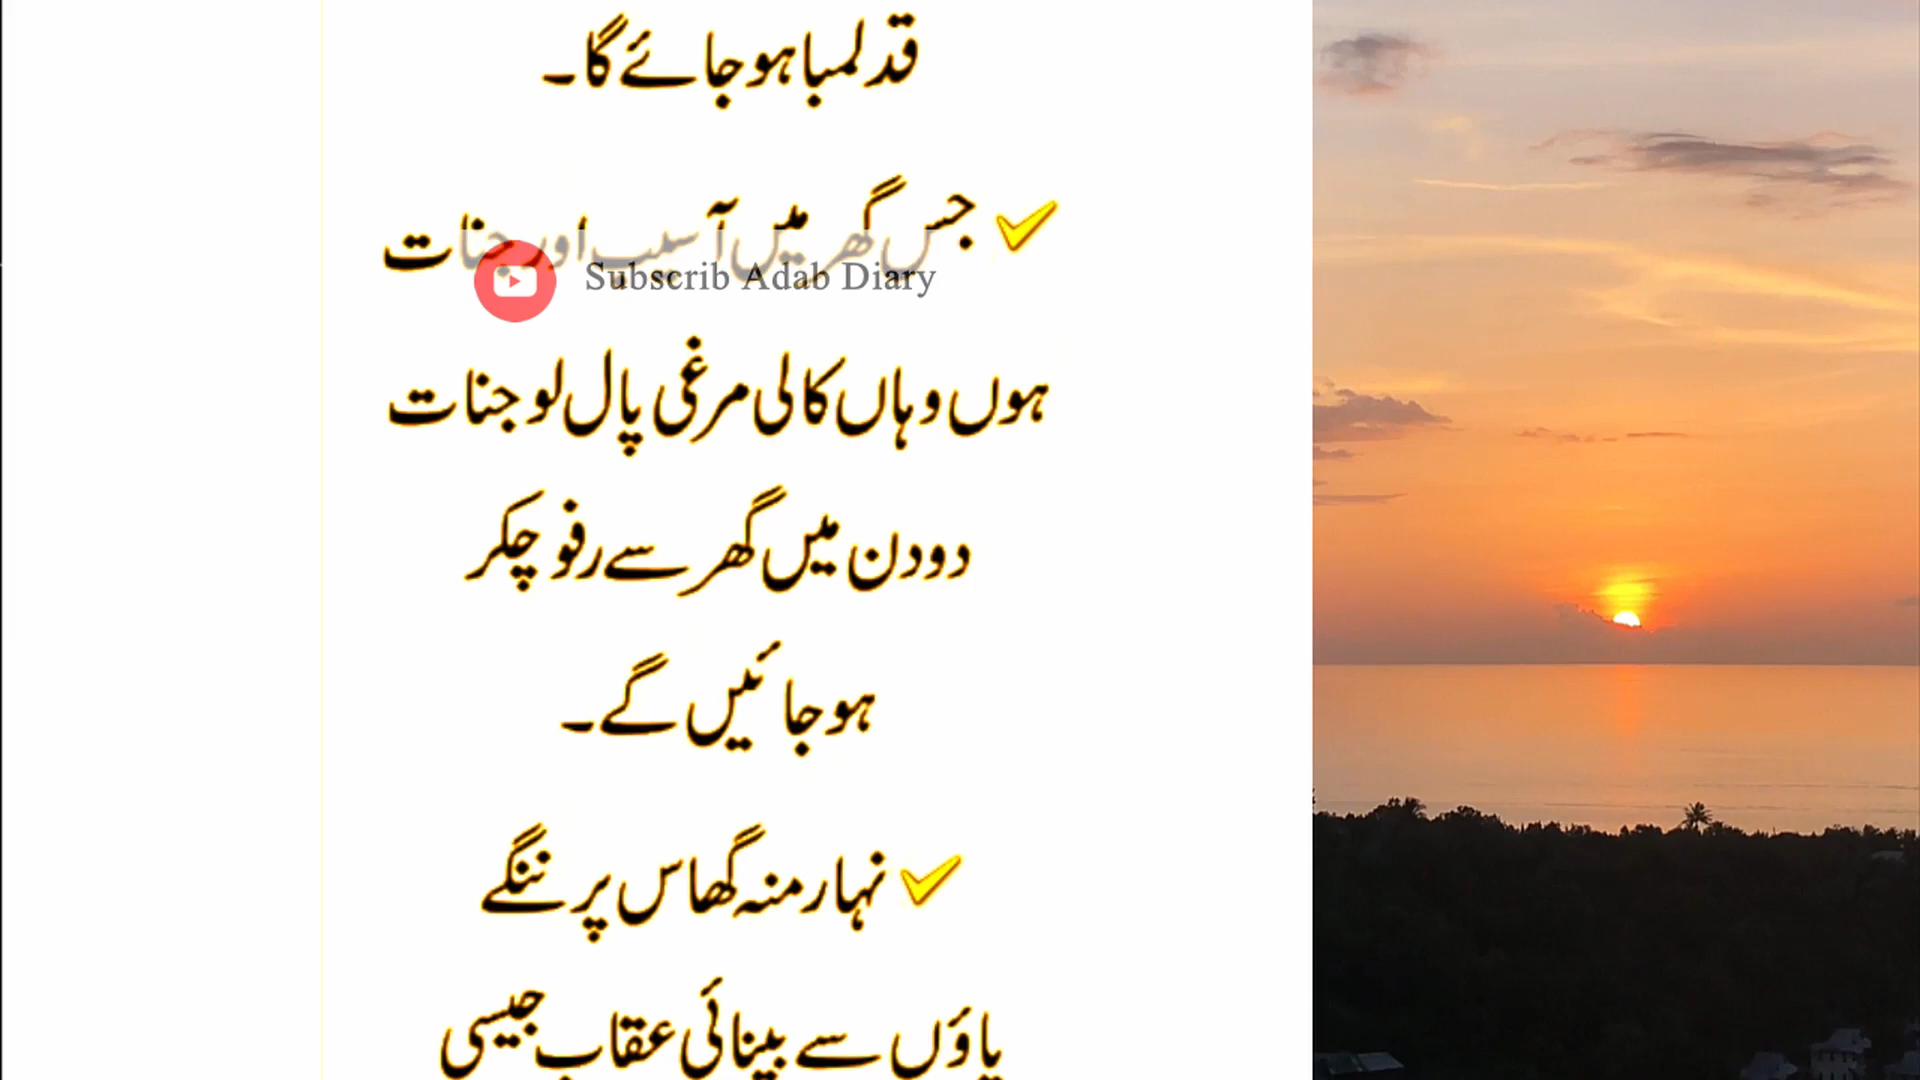 قد لمبا ہو جائے گا۔
✔ جس گھر میں آسیب اور جنات
Subscrib Adab Diary
ہوں وہاں کالی مرغی پال لو جنات
دو دن میں گھر سے رفو چکر
ہو جائیں گے۔
✔ نہار منہ گھاس پر ننگے
پاؤں سے بینائی عقاب جیسی